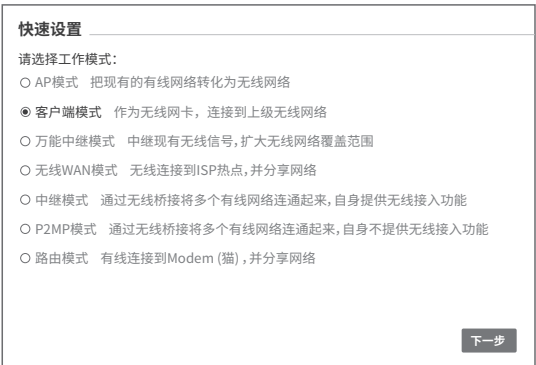 快速设置
请选择工作模式：
AP模式 把现有的有线网络转化为无线网络
客户端模式 作为无线网卡，连接到上级无线网络
万能中继模式 中继现有无线信号，扩大无线网络覆盖范围
无线WAN模式 无线连接到ISP热点，并分享网络
中继模式 通过无线桥接将多个有线网络连通起来，自身提供无线接入功能
P2MP模式 通过无线桥接将多个有线网络连通起来，自身不提供无线接入功能
路由模式 有线连接到Modem (猫)，并分享网络
下一步